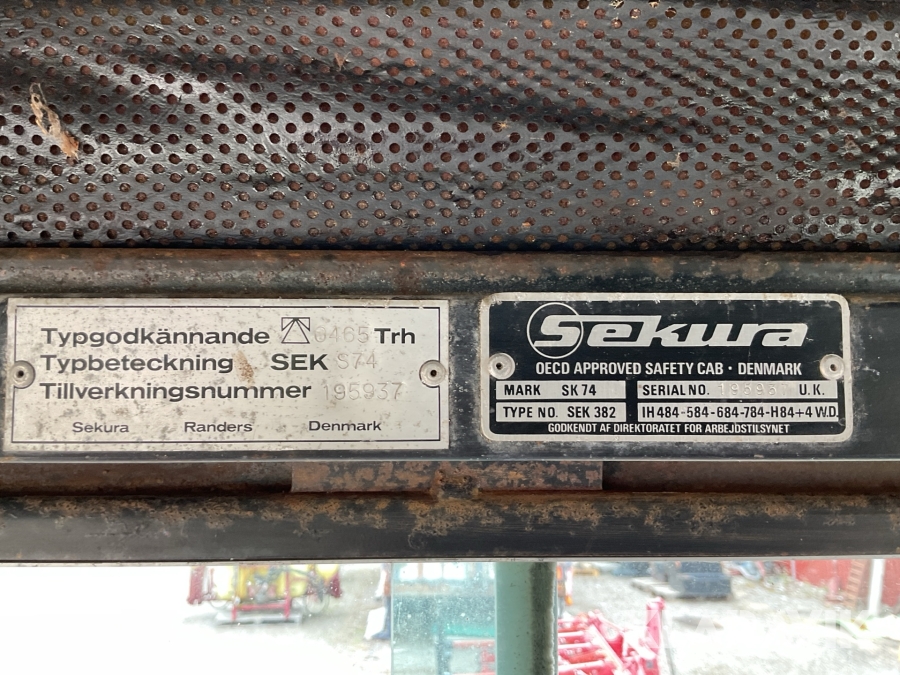 Typgodkännande 0465 Trh
Typbeteckning SEK S74
Tillverkningsnummer 195937
Sekura Randers Denmark
Sekura
OECD APPROVED SAFETY CAB · DENMARK
MARK SK 74 SERIAL NO. 195937 U.K.
TYPE NO. SEK 382 IH 484-584-684-784-H84+4 W.D.
GODKENDT AF DIREKTORATET FOR ARBEJDSTILSYNET